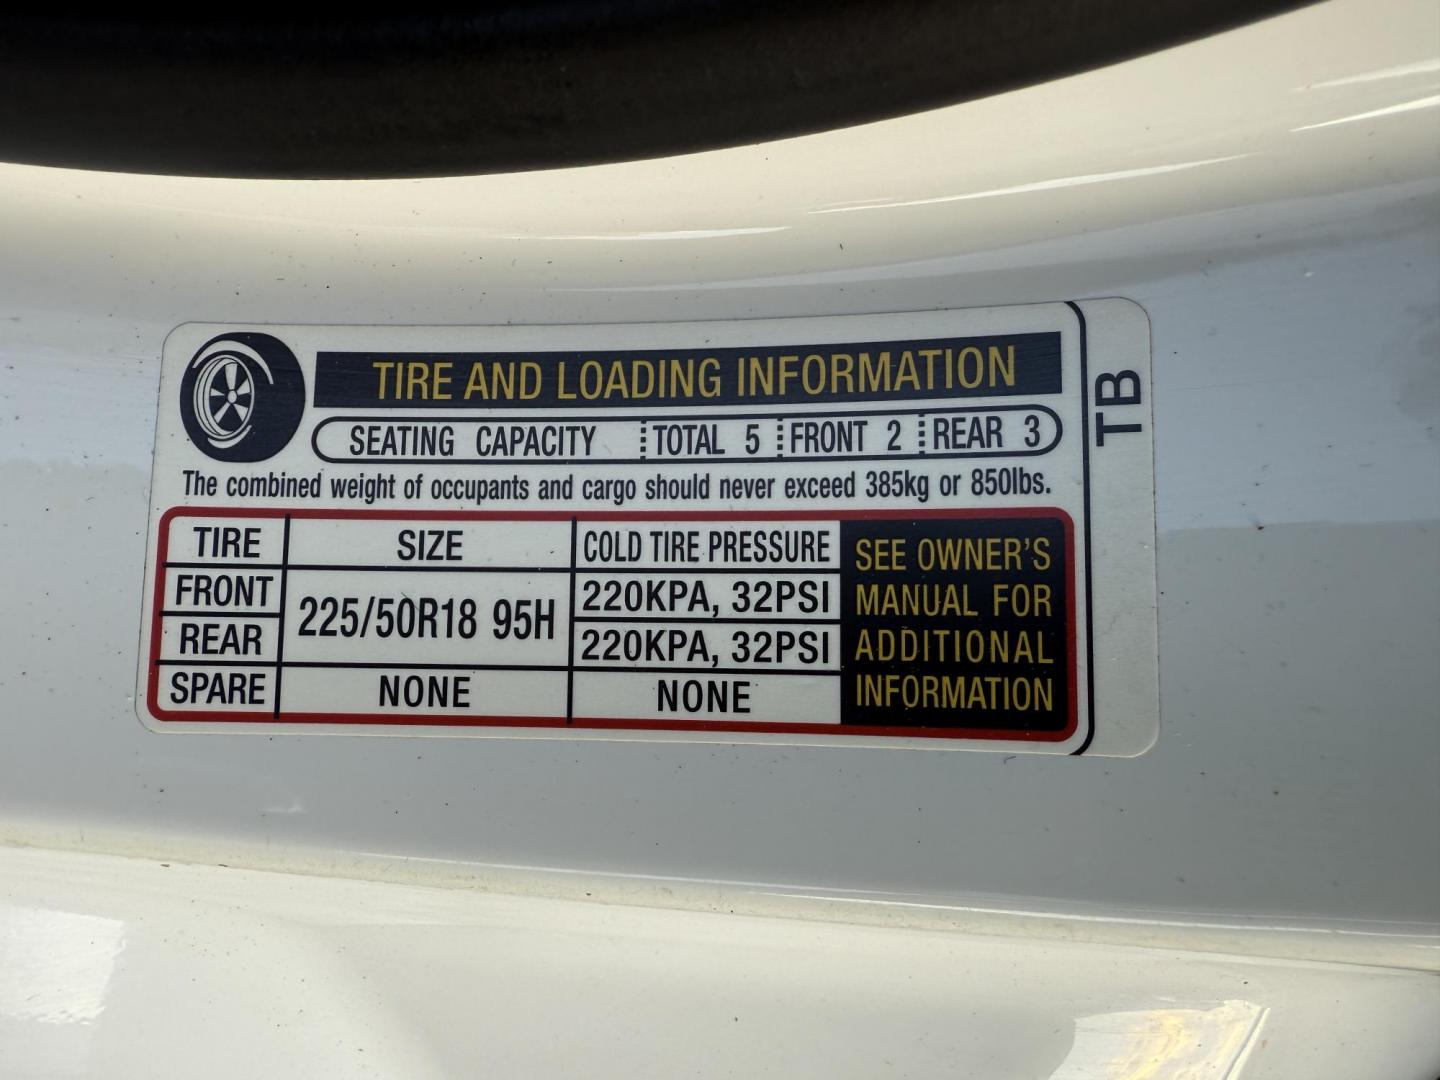 TIRE AND LOADING INFORMATION
SEATING CAPACITY TOTAL 5 FRONT 2 REAR 3
The combined weight of occupants and cargo should never exceed 385kg or 850lbs.
TIRE SIZE COLD TIRE PRESSURE
FRONT 225/50R18 95H 220KPA, 32PSI
REAR 220KPA, 32PSI
SPARE NONE NONE
SEE OWNER'S
MANUAL FOR
ADDITIONAL
INFORMATION
TB